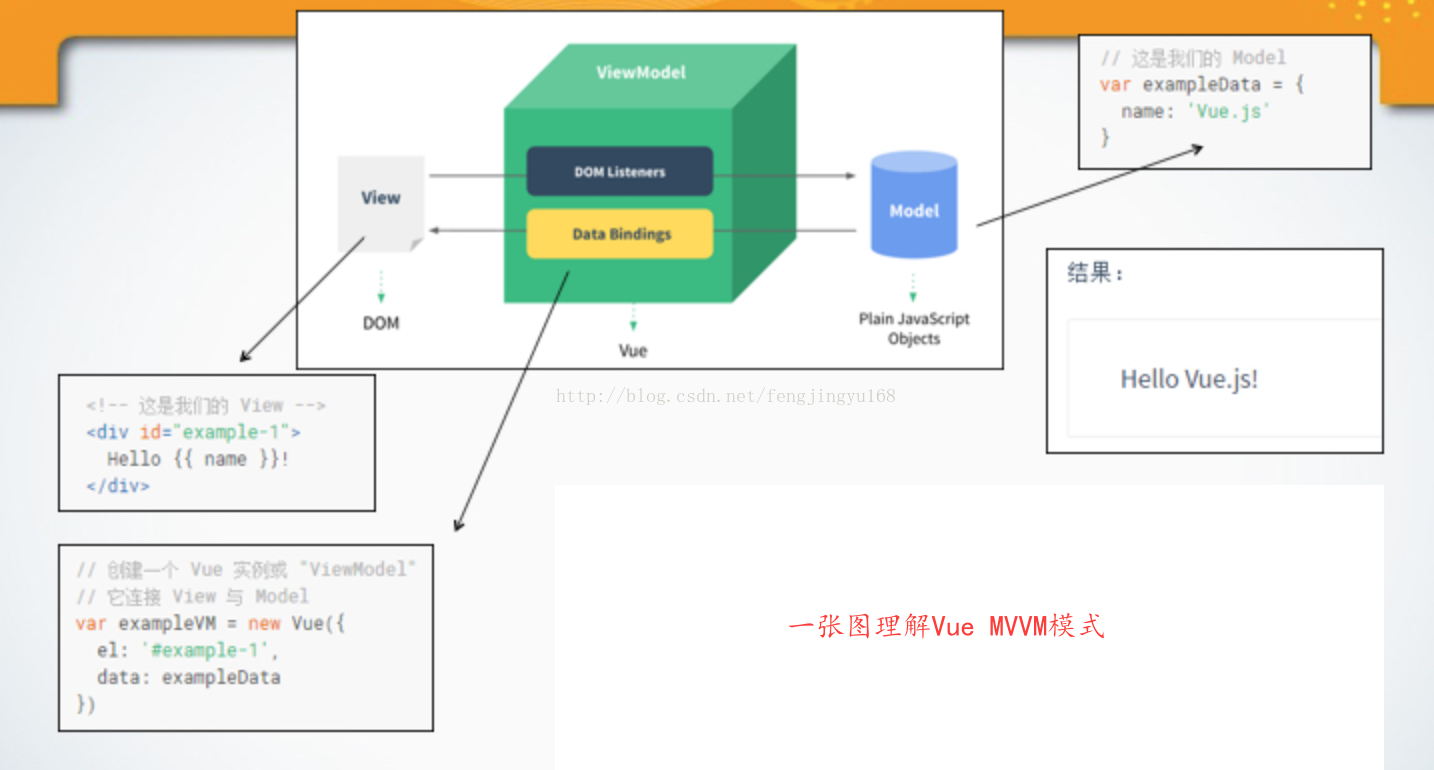 ViewModel
DOM Listeners
View
Data Bindings
Model
DOM
Vue
Plain JavaScript
Objects
// 这是我们的 Model
var exampleData = {
  name: 'Vue.js'
}
结果：
Hello Vue.js!
http://blog.csdn.net/fengjingyu168
<!-- 这是我们的 View -->
<div id="example-1">
  Hello {{ name }}!
</div>
// 创建一个 Vue 实例或 "ViewModel"
// 它连接 View 与 Model
var exampleVM = new Vue({
  el: '#example-1',
  data: exampleData
})
一张图理解Vue MVVM模式